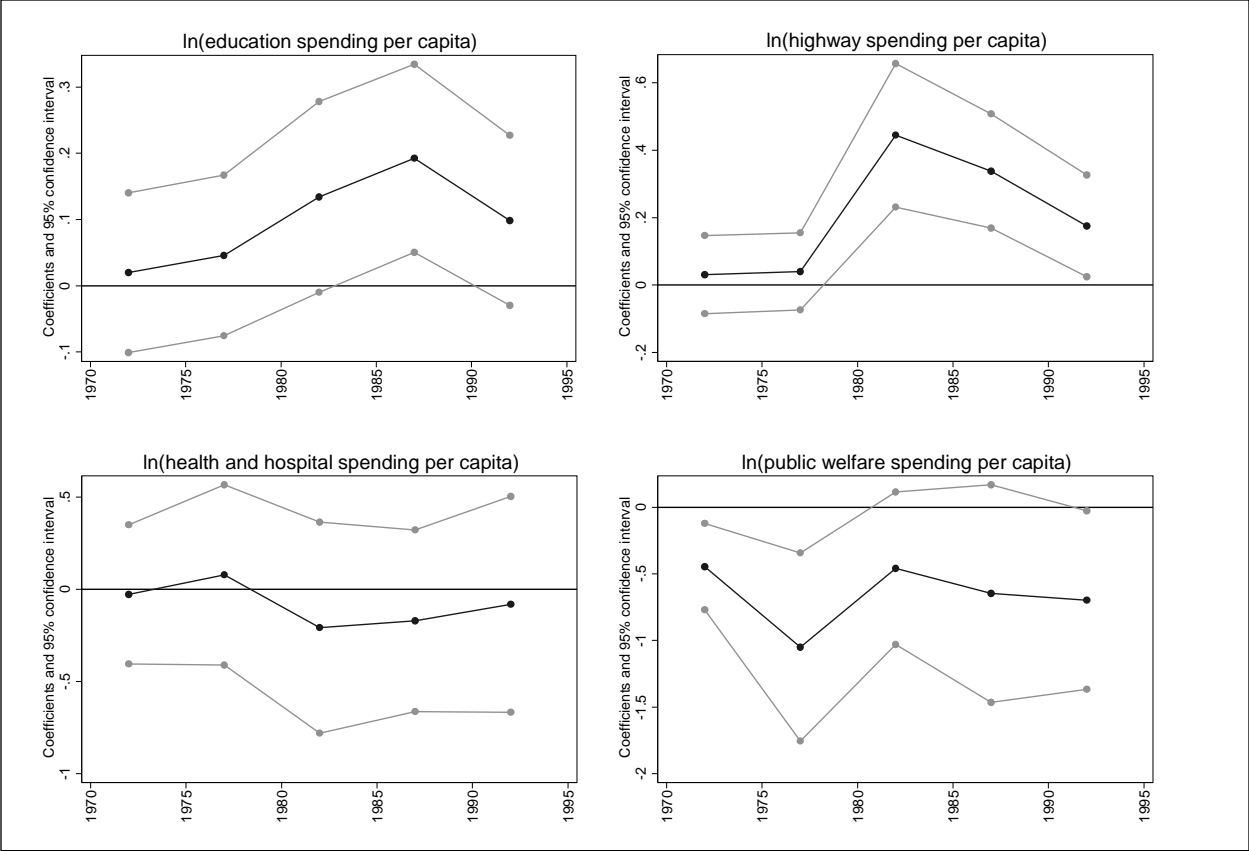 ln(education spending per capita)
Coefficients and 95% confidence interval
-.1 0 .1 .2 .3
1970 1975 1980 1985 1990 1995
ln(highway spending per capita)
Coefficients and 95% confidence interval
-.2 0 .2 .4 .6
1970 1975 1980 1985 1990 1995
ln(health and hospital spending per capita)
Coefficients and 95% confidence interval
-1 -.5 0 .5
1970 1975 1980 1985 1990 1995
ln(public welfare spending per capita)
Coefficients and 95% confidence interval
-2 -1.5 -1 -.5 0
1970 1975 1980 1985 1990 1995